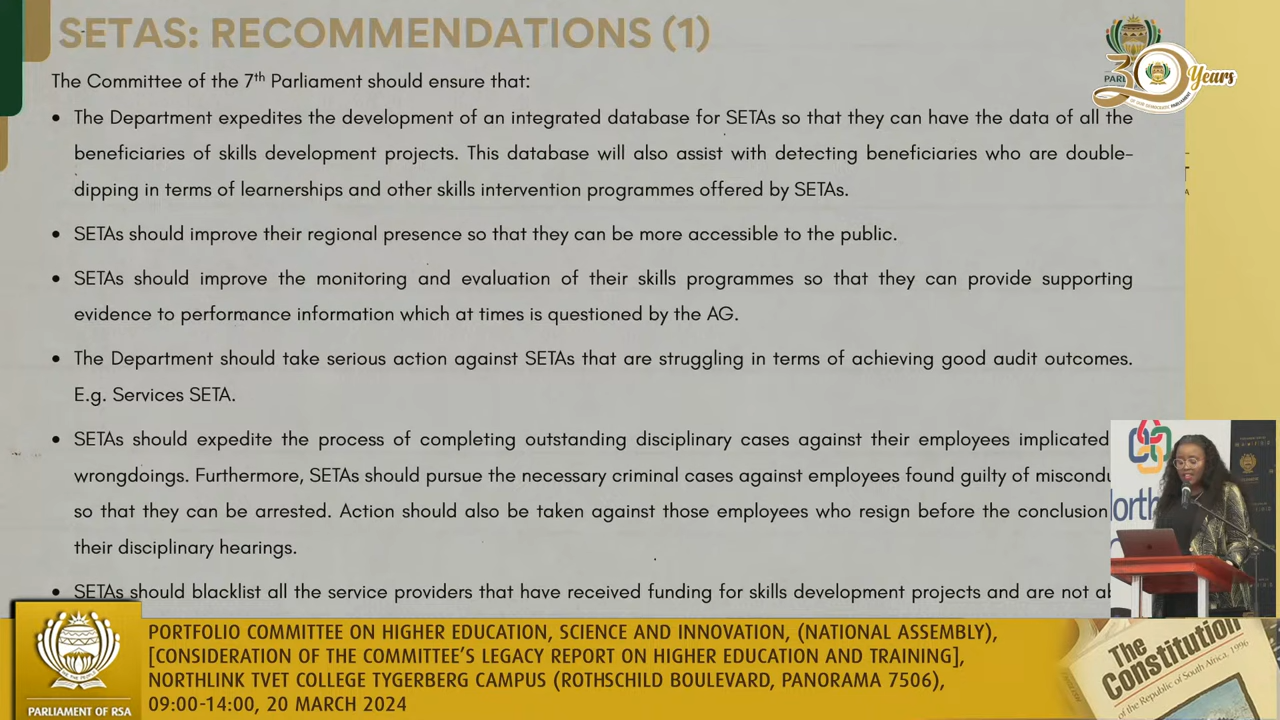 SETAS: RECOMMENDATIONS (1)
The Committee of the 7th Parliament should ensure that:
• The Department expedites the development of an integrated database for SETAs so that they can have the data of all the
beneficiaries of skills development projects. This database will also assist with detecting beneficiaries who are double-
dipping in terms of learnerships and other skills intervention programmes offered by SETAs.
• SETAs should improve their regional presence so that they can be more accessible to the public.
• SETAs should improve the monitoring and evaluation of their skills programmes so that they can provide supporting
evidence to performance information which at times is questioned by the AG.
• The Department should take serious action against SETAs that are struggling in terms of achieving good audit outcomes.
E.g. Services SETA.
• SETAs should expedite the process of completing outstanding disciplinary cases against their employees implicated
wrongdoings. Furthermore, SETAs should pursue the necessary criminal cases against employees found guilty of miscondu
so that they can be arrested. Action should also be taken against those employees who resign before the conclusion
their disciplinary hearings.
• SETAs should blacklist all the service providers that have received funding for skills development projects and are not ab
30 Years
PARL
orth
PORTFOLIO COMMITTEE ON HIGHER EDUCATION, SCIENCE AND INNOVATION, (NATIONAL ASSEMBLY),
[CONSIDERATION OF THE COMMITTEE'S LEGACY REPORT ON HIGHER EDUCATION AND TRAINING],
NORTHLINK TVET COLLEGE TYGERBERG CAMPUS (ROTHSCHILD BOULEVARD, PANORAMA 7506),
09:00-14:00, 20 MARCH 2024
PARLIAMENT OF RSA
The
Constitution
of the Republic of South Africa, 1996